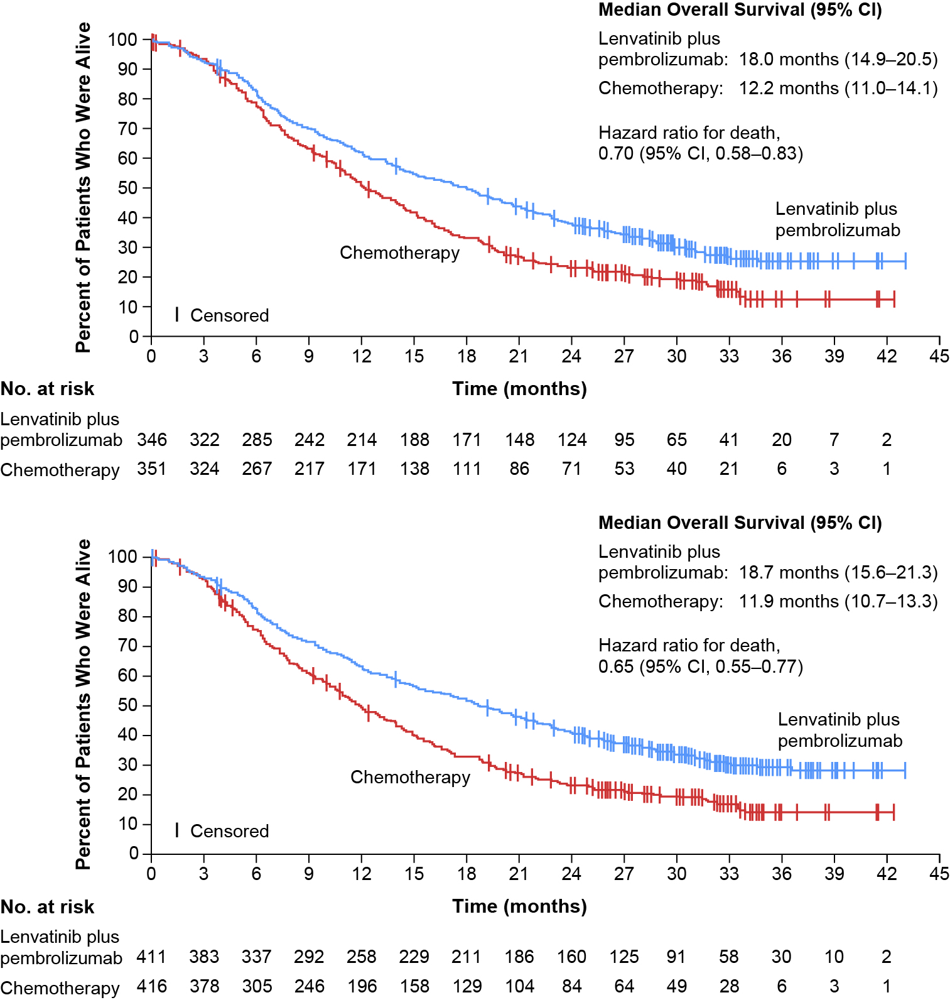 Median Overall Survival (95% CI)
Lenvatinib plus
pembrolizumab: 18.0 months (14.9–20.5)
Chemotherapy: 12.2 months (11.0–14.1)
Hazard ratio for death,
0.70 (95% CI, 0.58–0.83)
Percent of Patients Who Were Alive
100
90
80
70
60
50
40
30
20
10
0
Lenvatinib plus
pembrolizumab
Chemotherapy
Censored
0 3 6 9 12 15 18 21 24 27 30 33 36 39 42 45
Time (months)
No. at risk
Lenvatinib plus
pembrolizumab 346 322 285 242 214 188 171 148 124 95 65 41 20 7 2
Chemotherapy 351 324 267 217 171 138 111 86 71 53 40 21 6 3 1
Median Overall Survival (95% CI)
Lenvatinib plus
pembrolizumab: 18.7 months (15.6–21.3)
Chemotherapy: 11.9 months (10.7–13.3)
Hazard ratio for death,
0.65 (95% CI, 0.55–0.77)
Percent of Patients Who Were Alive
100
90
80
70
60
50
40
30
20
10
0
Lenvatinib plus
pembrolizumab
Chemotherapy
Censored
0 3 6 9 12 15 18 21 24 27 30 33 36 39 42 45
Time (months)
No. at risk
Lenvatinib plus
pembrolizumab 411 383 337 292 258 229 211 186 160 125 91 58 30 10 2
Chemotherapy 416 378 305 246 196 158 129 104 84 64 49 28 6 3 1